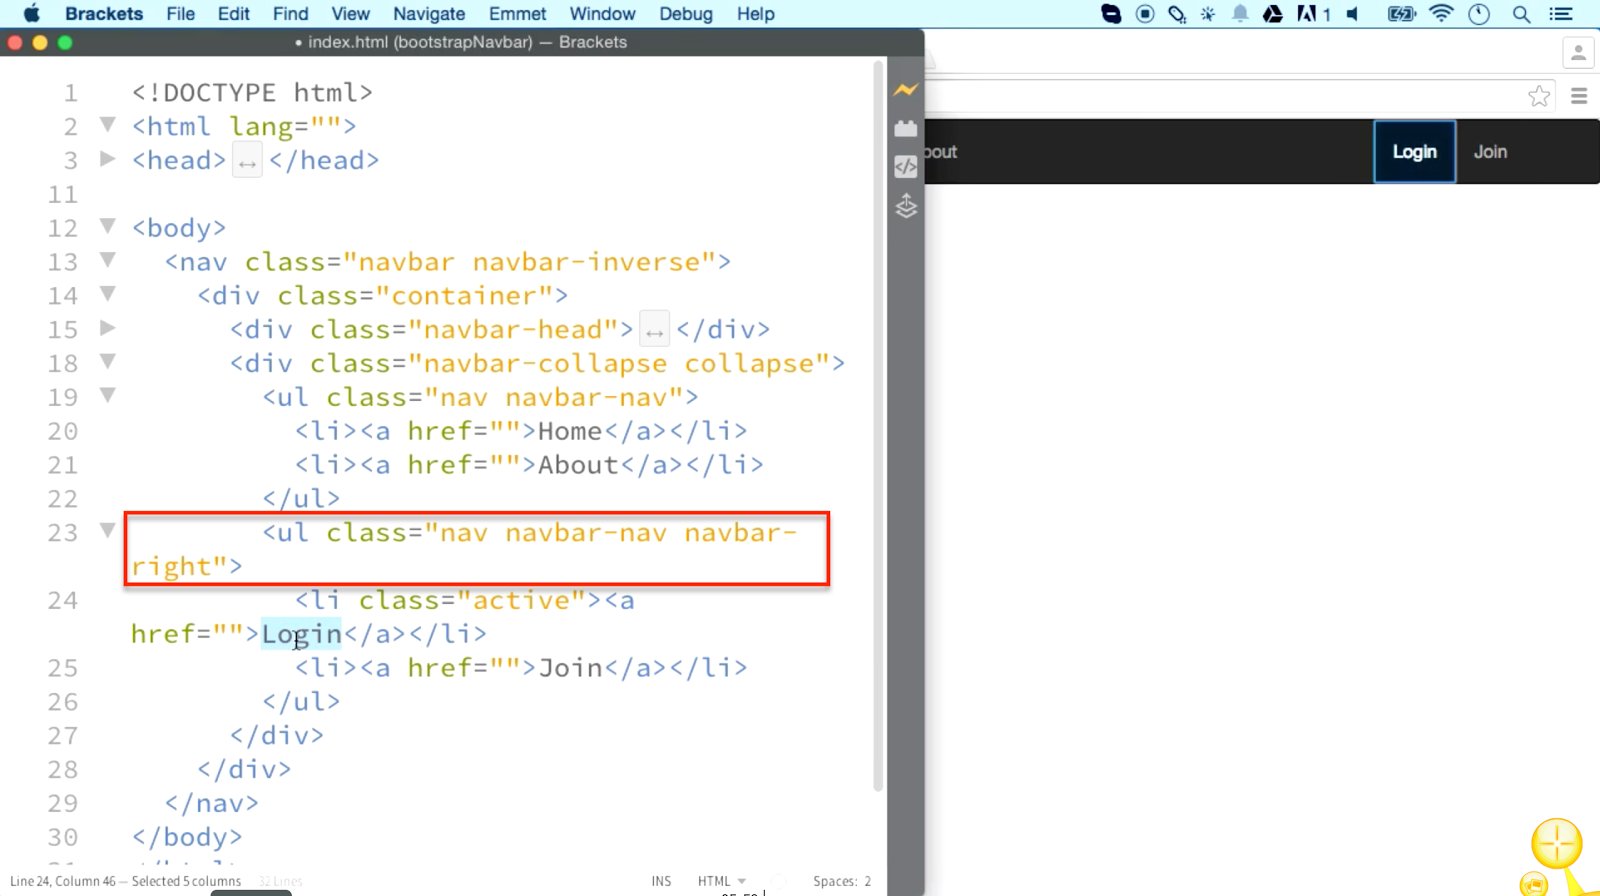 Brackets File Edit Find View Navigate Emmet Window Debug Help 1
• index.html (bootstrapNavbar) — Brackets
1 <!DOCTYPE html>
2 <html lang="">
3 <head> ↔ </head>
11
12 <body>
13 <nav class="navbar navbar-inverse">
14 <div class="container">
15 <div class="navbar-head"> ↔ </div>
18 <div class="navbar-collapse collapse">
19 <ul class="nav navbar-nav">
20 <li><a href="">Home</a></li>
21 <li><a href="">About</a></li>
22 </ul>
23 <ul class="nav navbar-nav navbar-
right">
24 <li class="active"><a
href="">Login</a></li>
25 <li><a href="">Join</a></li>
26 </ul>
27 </div>
28 </div>
29 </nav>
30 </body>
Line 24, Column 46 — Selected 5 columns 32 Lines
INS HTML Spaces: 2
bout Login Join